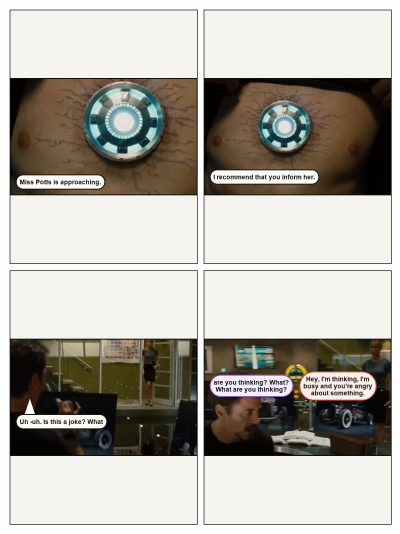 Miss Potts is approaching.
I recommend that you inform her.
Uh -uh. Is this a joke? What
are you thinking? What?
What are you thinking?
Hey, I'm thinking, I'm
busy and you're angry
about something.